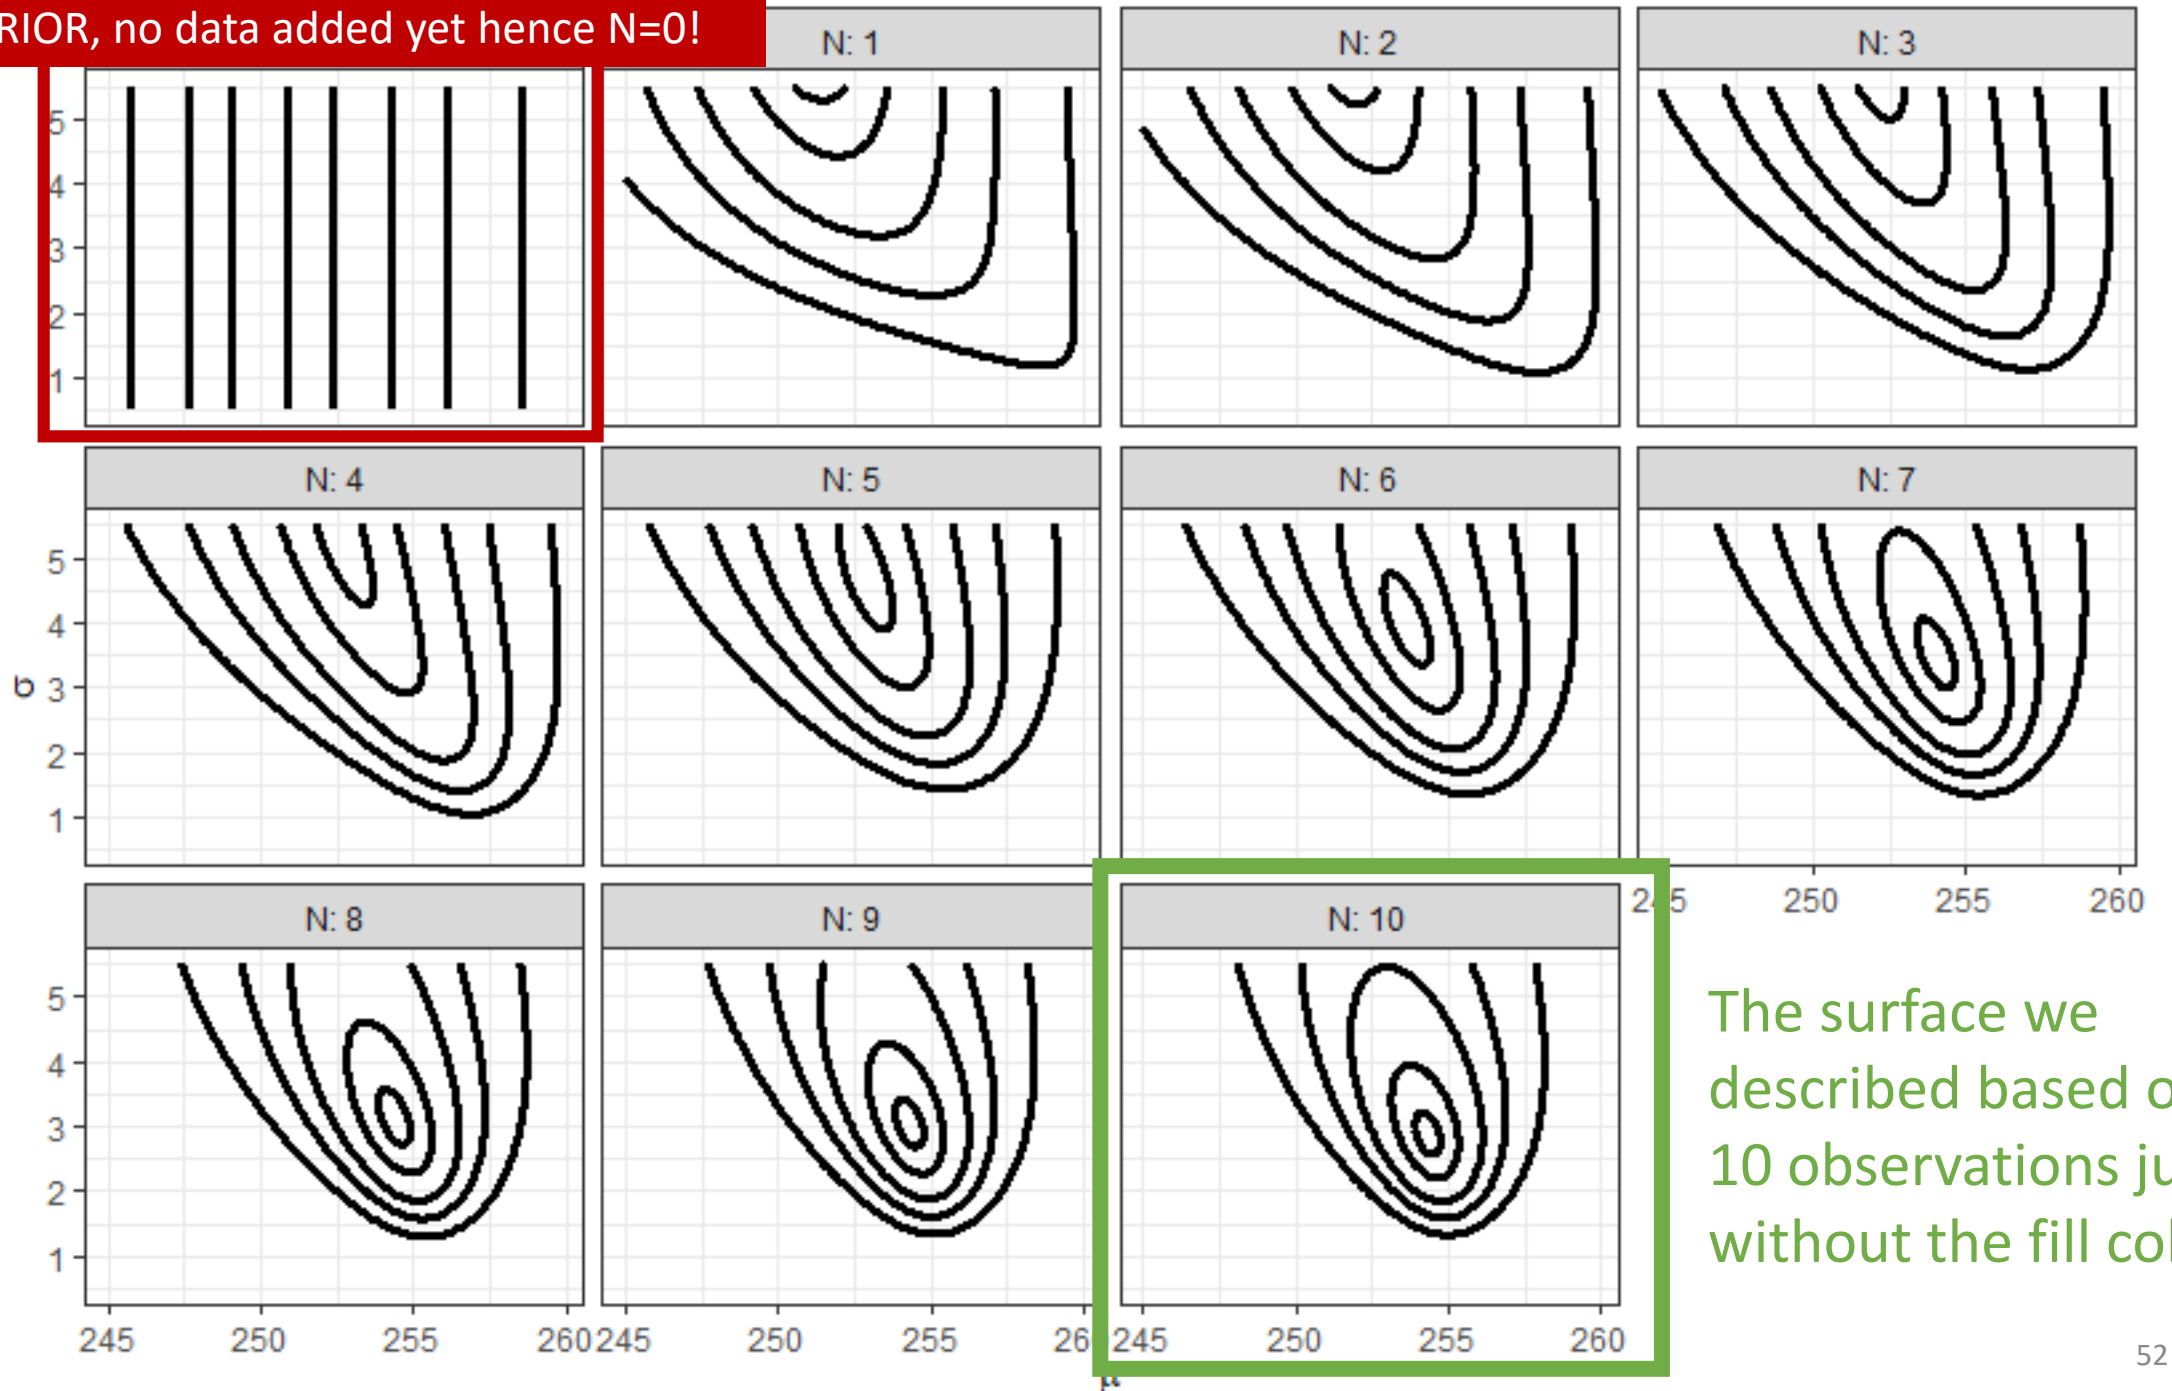 RIOR, no data added yet hence N=0!
N: 1
N: 2
N: 3
5
4
3
2
1
N: 4
N: 5
N: 6
N: 7
5
4
3
2
1
σ
245 250 255 260
N: 8
N: 9
N: 10
5
4
3
2
1
The surface we
described based o
10 observations ju
without the fill col
245 250 255 260
245 250 255 26
245 250 255 260
μ
52